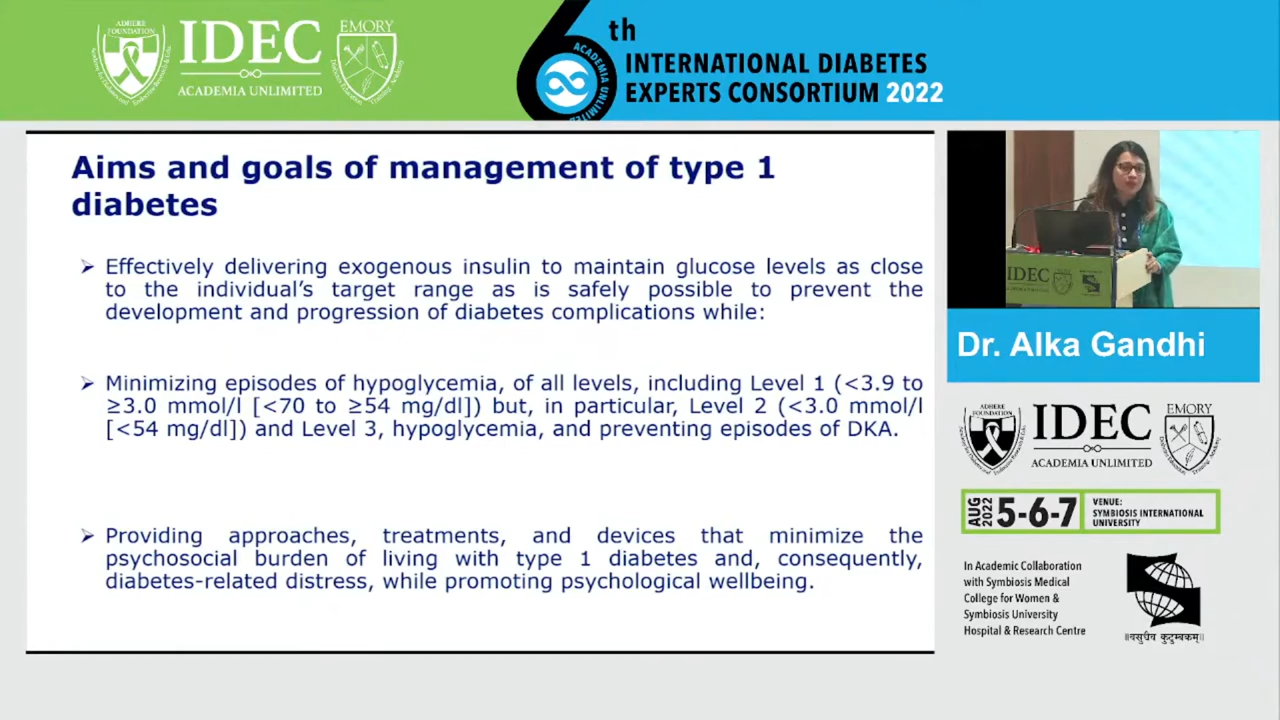 ADHERE
FOUNDATION
IDEC
ACADEMIA UNLIMITED
EMORY
6th
ACADEMIA UNLIMITED
INTERNATIONAL DIABETES
EXPERTS CONSORTIUM 2022
Aims and goals of management of type 1
diabetes
➢ Effectively delivering exogenous insulin to maintain glucose levels as close
to the individual’s target range as is safely possible to prevent the
development and progression of diabetes complications while:
➢ Minimizing episodes of hypoglycemia, of all levels, including Level 1 (<3.9 to
≥3.0 mmol/l [<70 to ≥54 mg/dl]) but, in particular, Level 2 (<3.0 mmol/l
[<54 mg/dl]) and Level 3, hypoglycemia, and preventing episodes of DKA.
➢ Providing approaches, treatments, and devices that minimize the
psychosocial burden of living with type 1 diabetes and, consequently,
diabetes-related distress, while promoting psychological wellbeing.
IDEC
Dr. Alka Gandhi
ADHERE
FOUNDATION
IDEC
ACADEMIA UNLIMITED
EMORY
AUG
2022
5-6-7
VENUE:
SYMBIOSIS INTERNATIONAL
UNIVERSITY
In Academic Collaboration
with Symbiosis Medical
College for Women &
Symbiosis University
Hospital & Research Centre
॥वसुधैव कुटुम्बकम्॥